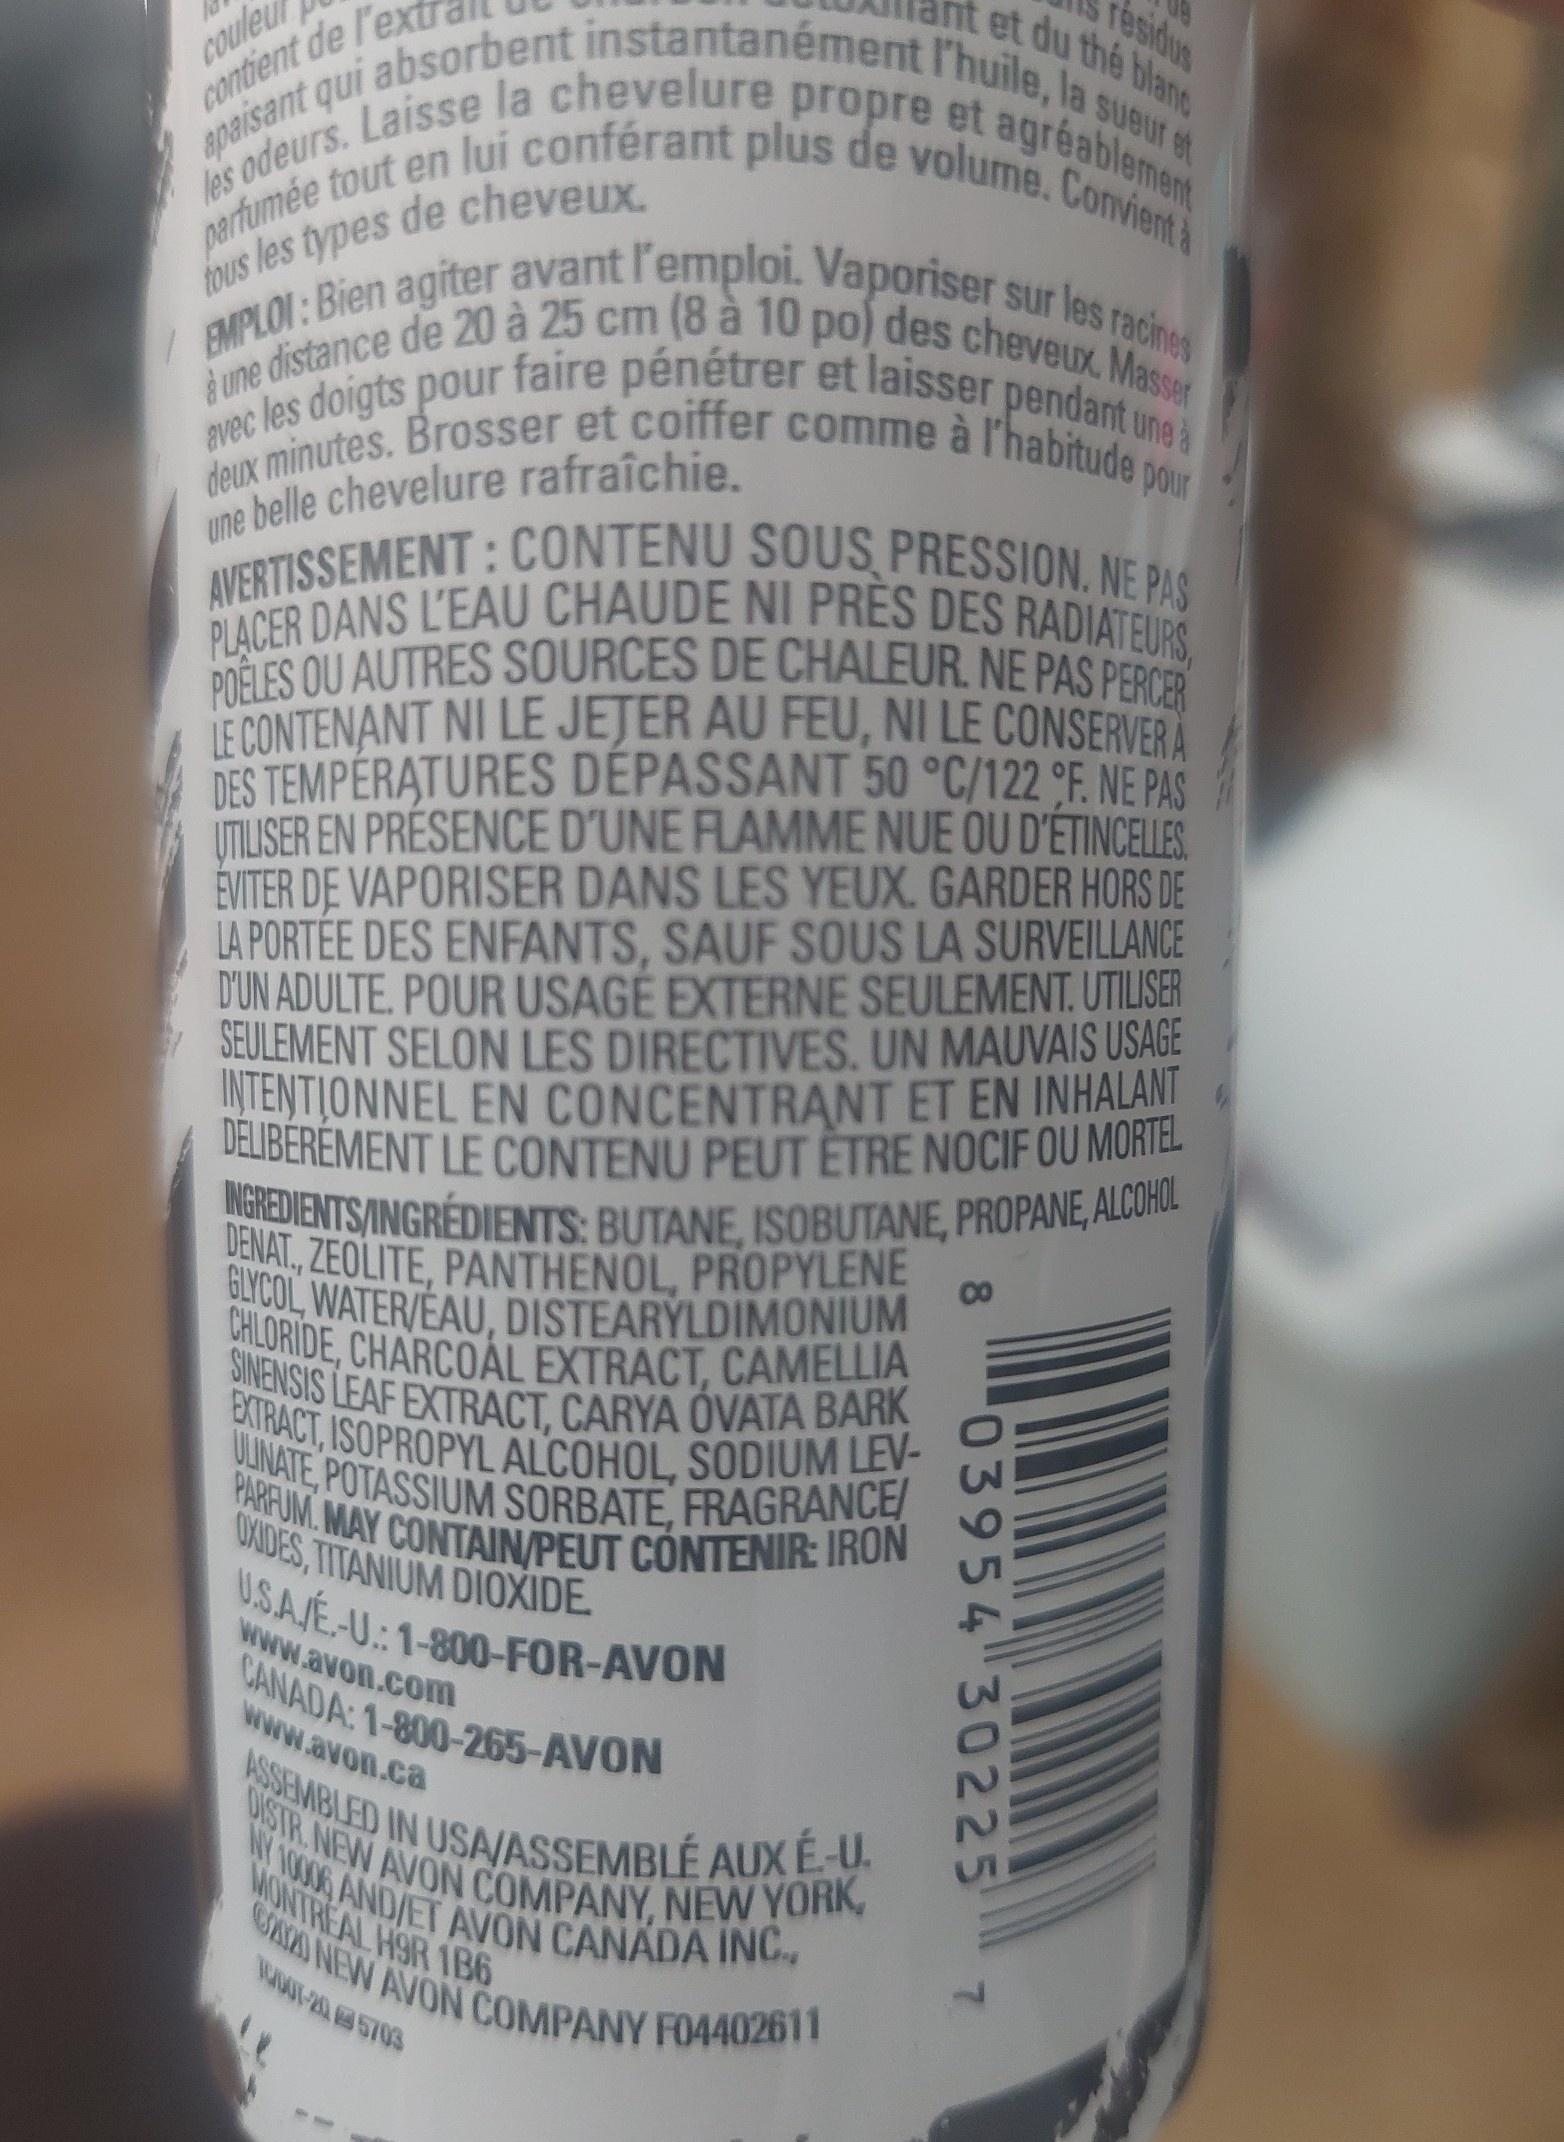 couleur
contient de l'extrait détoxifiant et du thé blanc
apaisant qui absorbent instantanément l'huile, la sueur et
les odeurs. Laisse la chevelure propre et agréablement
parfumée tout en lui conférant plus de volume. Convient à
tous les types de cheveux.
EMPLOI : Bien agiter avant l'emploi. Vaporiser sur les racines
à une distance de 20 à 25 cm (8 à 10 po) des cheveux. Masser
avec les doigts pour faire pénétrer et laisser pendant une à
deux minutes. Brosser et coiffer comme à l'habitude pour
une belle chevelure rafraîchie.
AVERTISSEMENT : CONTENU SOUS PRESSION. NE PAS
PLACER DANS L'EAU CHAUDE NI PRÈS DES RADIATEURS,
POÊLES OU AUTRES SOURCES DE CHALEUR. NE PAS PERCER
LE CONTENANT NI LE JETER AU FEU, NI LE CONSERVER À
DES TEMPÉRATURES DÉPASSANT 50 °C/122 °F. NE PAS
UTILISER EN PRÉSENCE D'UNE FLAMME NUE OU D'ÉTINCELLES.
ÉVITER DE VAPORISER DANS LES YEUX. GARDER HORS DE
LA PORTÉE DES ENFANTS, SAUF SOUS LA SURVEILLANCE
D'UN ADULTE. POUR USAGE EXTERNE SEULEMENT. UTILISER
SEULEMENT SELON LES DIRECTIVES. UN MAUVAIS USAGE
INTENTIONNEL EN CONCENTRANT ET EN INHALANT
DÉLIBÉRÉMENT LE CONTENU PEUT ÊTRE NOCIF OU MORTEL
INGREDIENTS/INGRÉDIENTS: BUTANE, ISOBUTANE, PROPANE, ALCOHOL
DENAT., ZEOLITE, PANTHENOL, PROPYLENE
GLYCOL, WATER/EAU, DISTEARYLDIMONIUM
CHLORIDE, CHARCOAL EXTRACT, CAMELLIA
SINENSIS LEAF EXTRACT, CARYA OVATA BARK
EXTRACT, ISOPROPYL ALCOHOL, SODIUM LEV-
ULINATE, POTASSIUM SORBATE, FRAGRANCE/
PARFUM. MAY CONTAIN/PEUT CONTENIR: IRON
OXIDES, TITANIUM DIOXIDE.
U.S.A./É.-U.: 1-800-FOR-AVON
www.avon.com
CANADA: 1-800-265-AVON
www.avon.ca
ASSEMBLED IN USA/ASSEMBLÉ AUX É.-U.
DISTR. NEW AVON COMPANY, NEW YORK,
NY 10006 AND/ET AVON CANADA INC.,
MONTRÉAL H9R 1B6
©2020 NEW AVON COMPANY F04402611
TC/DOT-2Q 5703
8 03954 30225 7